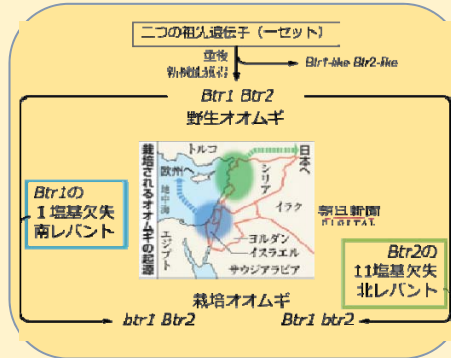 二つの祖先遺伝子（一セット）
重複
新機能獲得
Btr1-like Btr2-like
Btr1 Btr2
野生オオムギ
栽培されるオオムギの起源
トルコ
日本へ
欧州へ
シリア
地中海
イラク
エジプト
ヨルダン
イスラエル
サウジアラビア
朝日新聞
DIGITAL
Btr1の
１塩基欠失
南レバント
Btr2の
11塩基欠失
北レバント
栽培オオムギ
btr1 Btr2
Btr1 btr2